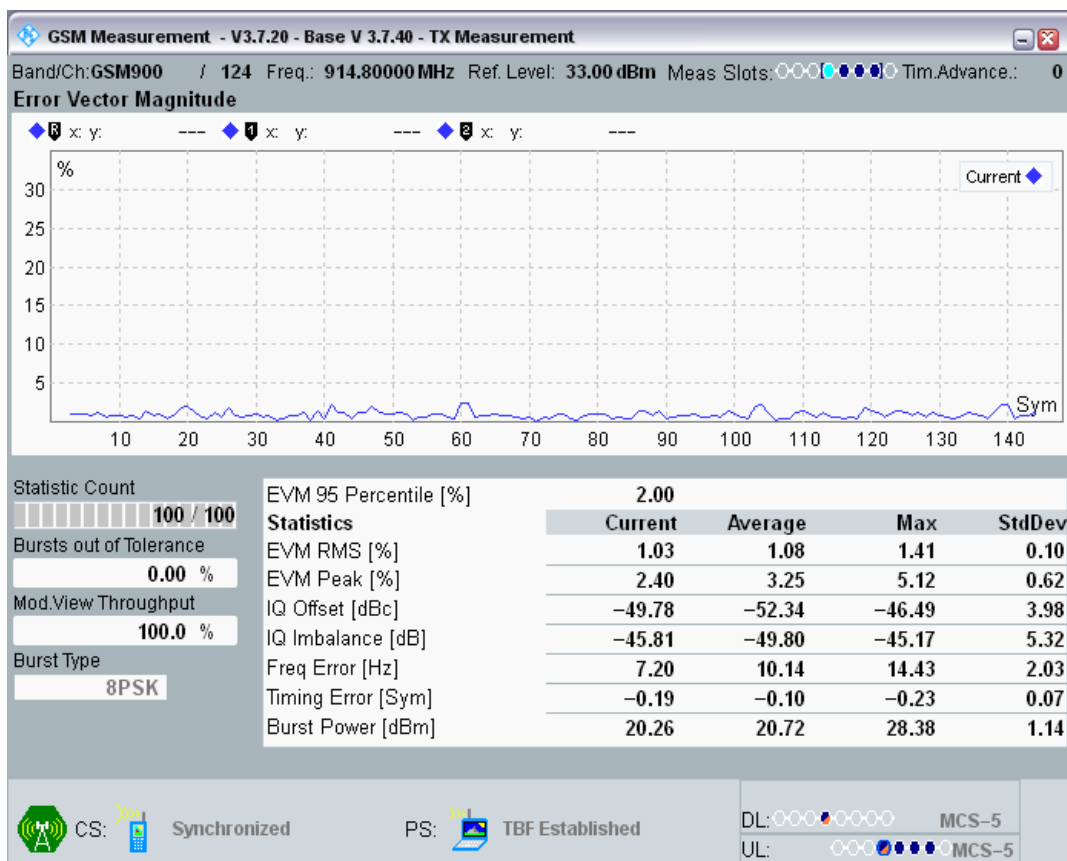 GSM Measurement - V3.7.20 - Base V 3.7.40 - TX Measurement
Band/Ch:GSM900 / 124 Freq.: 914.80000 MHz Ref. Level: 33.00 dBm Meas Slots: Tim.Advance.: 0
Error Vector Magnitude
R x: y: --- 1 x: y: --- 2 x: y: ---
%
Current
30
25
20
15
10
5
Sym
10 20 30 40 50 60 70 80 90 100 110 120 130 140
Statistic Count
100 / 100
Bursts out of Tolerance
0.00 %
Mod.View Throughput
100.0 %
Burst Type
8PSK
EVM 95 Percentile [%] 2.00
Statistics Current Average Max StdDev
EVM RMS [%] 1.03 1.08 1.41 0.10
EVM Peak [%] 2.40 3.25 5.12 0.62
IQ Offset [dBc] −49.78 −52.34 −46.49 3.98
IQ Imbalance [dB] −45.81 −49.80 −45.17 5.32
Freq Error [Hz] 7.20 10.14 14.43 2.03
Timing Error [Sym] −0.19 −0.10 −0.23 0.07
Burst Power [dBm] 20.26 20.72 28.38 1.14
CS: Synchronized PS: TBF Established
DL: MCS−5
UL: MCS−5